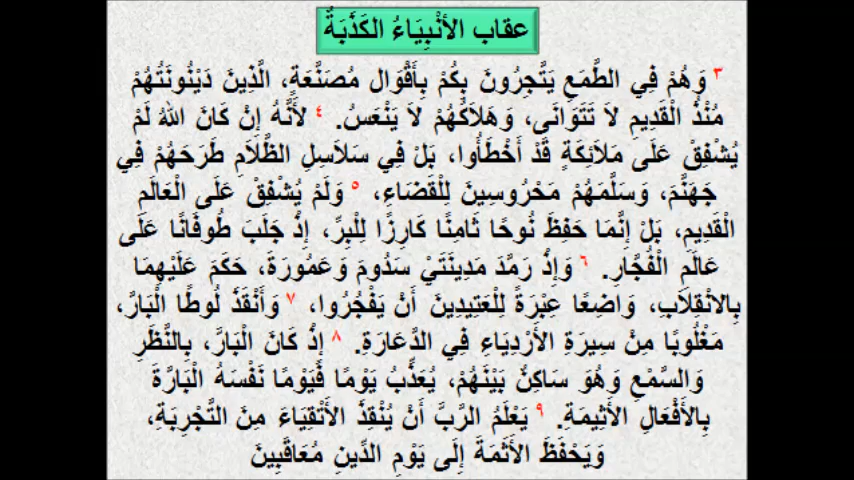 عقاب الأنْبِيَاءُ الكَذَبَةٌ
٣ وَهُمْ فِي الطَّمَعِ يَتَّجِرُونَ بِكُمْ بِأَقْوَال مُصَنَّعَةٍ، الَّذِينَ دَيْنُونَتُهُمْ
مُنْذُ الْقَدِيمِ لاَ تَتَوَانَى، وَهَلاَكُهُمْ لاَ يَنْعَسُ. ٤ لأَنَّهُ إِنْ كَانَ اللهُ لَمْ
يُشْفِقْ عَلَى مَلاَئِكَةٍ قَدْ أَخْطَأُوا، بَلْ فِي سَلاَسِلِ الظَّلاَمِ طَرَحَهُمْ فِي
جَهَنَّمَ، وَسَلَّمَهُمْ مَحْرُوسِينَ لِلْقَضَاءِ، ٥ وَلَمْ يُشْفِقْ عَلَى الْعَالَمِ
الْقَدِيمِ، بَلْ إِنَّمَا حَفِظَ نُوحًا ثَامِنًا كَارِزًا لِلْبِرِّ، إِذْ جَلَبَ طُوفَانًا عَلَى
عَالَمِ الْفُجَّارِ. ٦ وَإِذْ رَمَّدَ مَدِينَتَيْ سَدُومَ وَعَمُورَةَ، حَكَمَ عَلَيْهِمَا
بِالانْقِلاَبِ، وَاضِعًا عِبْرَةً لِلْعَتِيدِينَ أَنْ يَفْجُرُوا، ٧ وَأَنْقَذَ لُوطًا الْبَارَّ،
مَغْلُوبًا مِنْ سِيرَةِ الأَرْدِيَاءِ فِي الدَّعَارَةِ. ٨ إِذْ كَانَ الْبَارُّ، بِالنَّظَرِ
وَالسَّمْعِ وَهُوَ سَاكِنٌ بَيْنَهُمْ، يُعَذِّبُ يَوْمًا فَيَوْمًا نَفْسَهُ الْبَارَّةَ
بِالأَفْعَالِ الأَثِيمَةِ. ٩ يَعْلَمُ الرَّبُّ أَنْ يُنْقِذَ الأَتْقِيَاءَ مِنَ التَّجْرِبَةِ،
وَيَحْفَظَ الأَثَمَةَ إِلَى يَوْمِ الدِّينِ مُعَاقَبِينَ